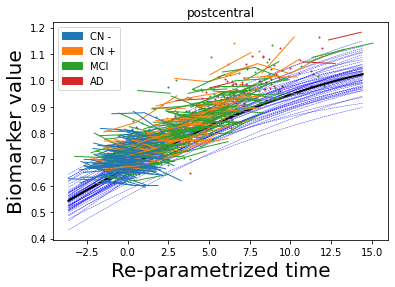 postcentral
CN -
CN +
MCI
AD
1.2
1.1
1.0
0.9
0.8
0.7
0.6
0.5
0.4
Biomarker value
−2.5 0.0 2.5 5.0 7.5 10.0 12.5 15.0
Re-parametrized time